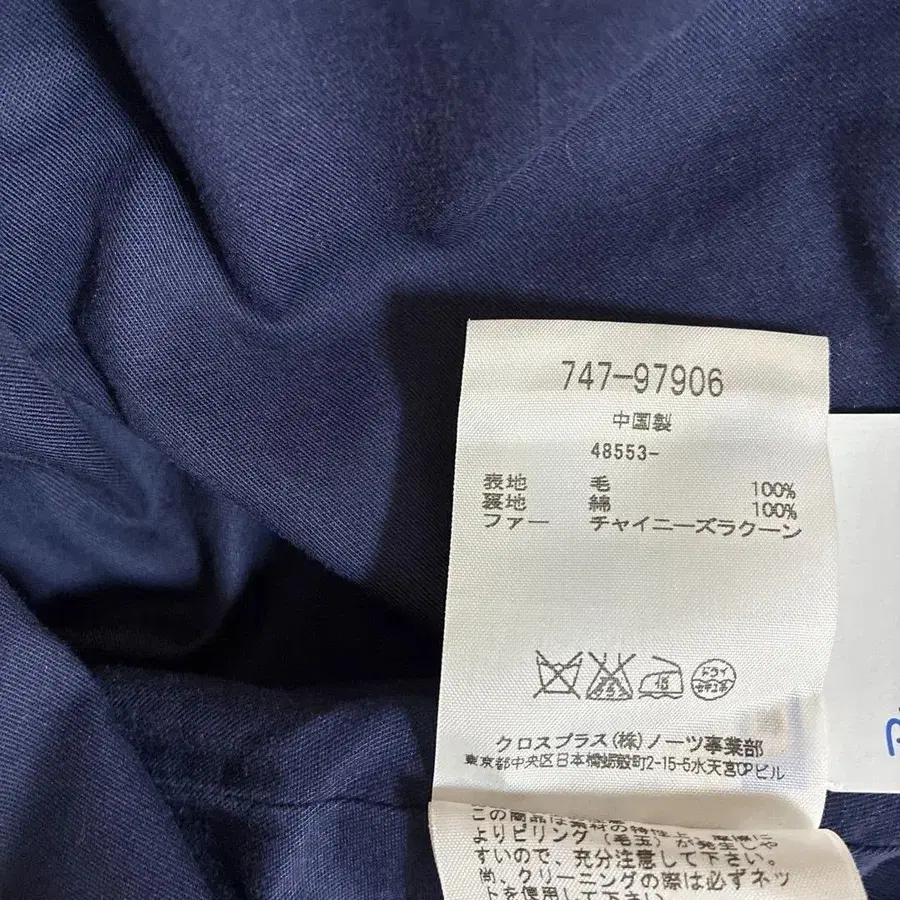 747-97906
中国製
48553-
表地 毛 100%
裏地 綿 100%
ファー チャイニーズラクーン
クロスプラス(株)ノーツ事業部
東京都中央区日本橋蛎殻町2-15-5水天宮CPビル
この商品は素材の特性上
よりピリング(毛玉)が発生しや
すいので、充分注意して下さい。
尚、クリーニングの際は必ずネッ
トを使用して下さい